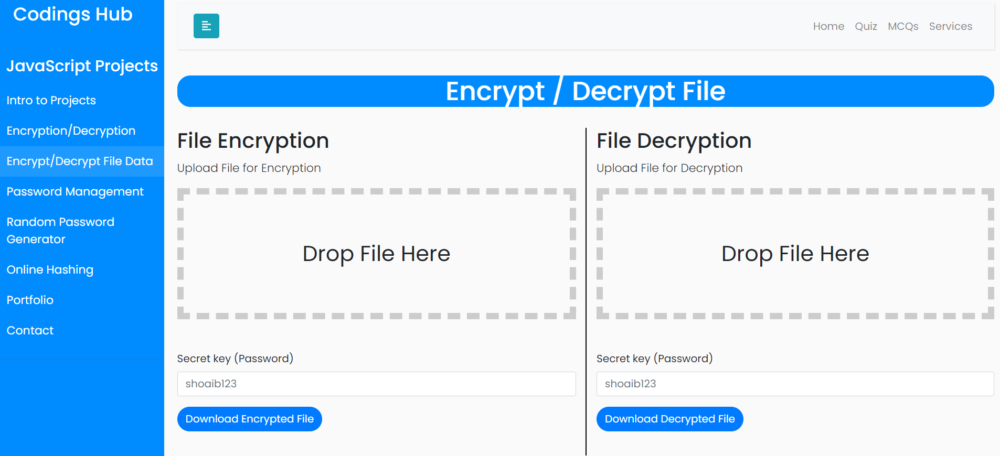 Codings Hub
JavaScript Projects
Intro to Projects
Encryption/Decryption
Encrypt/Decrypt File Data
Password Management
Random Password
Generator
Online Hashing
Portfolio
Contact
Home Quiz MCQs Services
Encrypt / Decrypt File
File Encryption
Upload File for Encryption
Drop File Here
Secret key (Password)
shoaib123
Download Encrypted File
File Decryption
Upload File for Decryption
Drop File Here
Secret key (Password)
shoaib123
Download Decrypted File